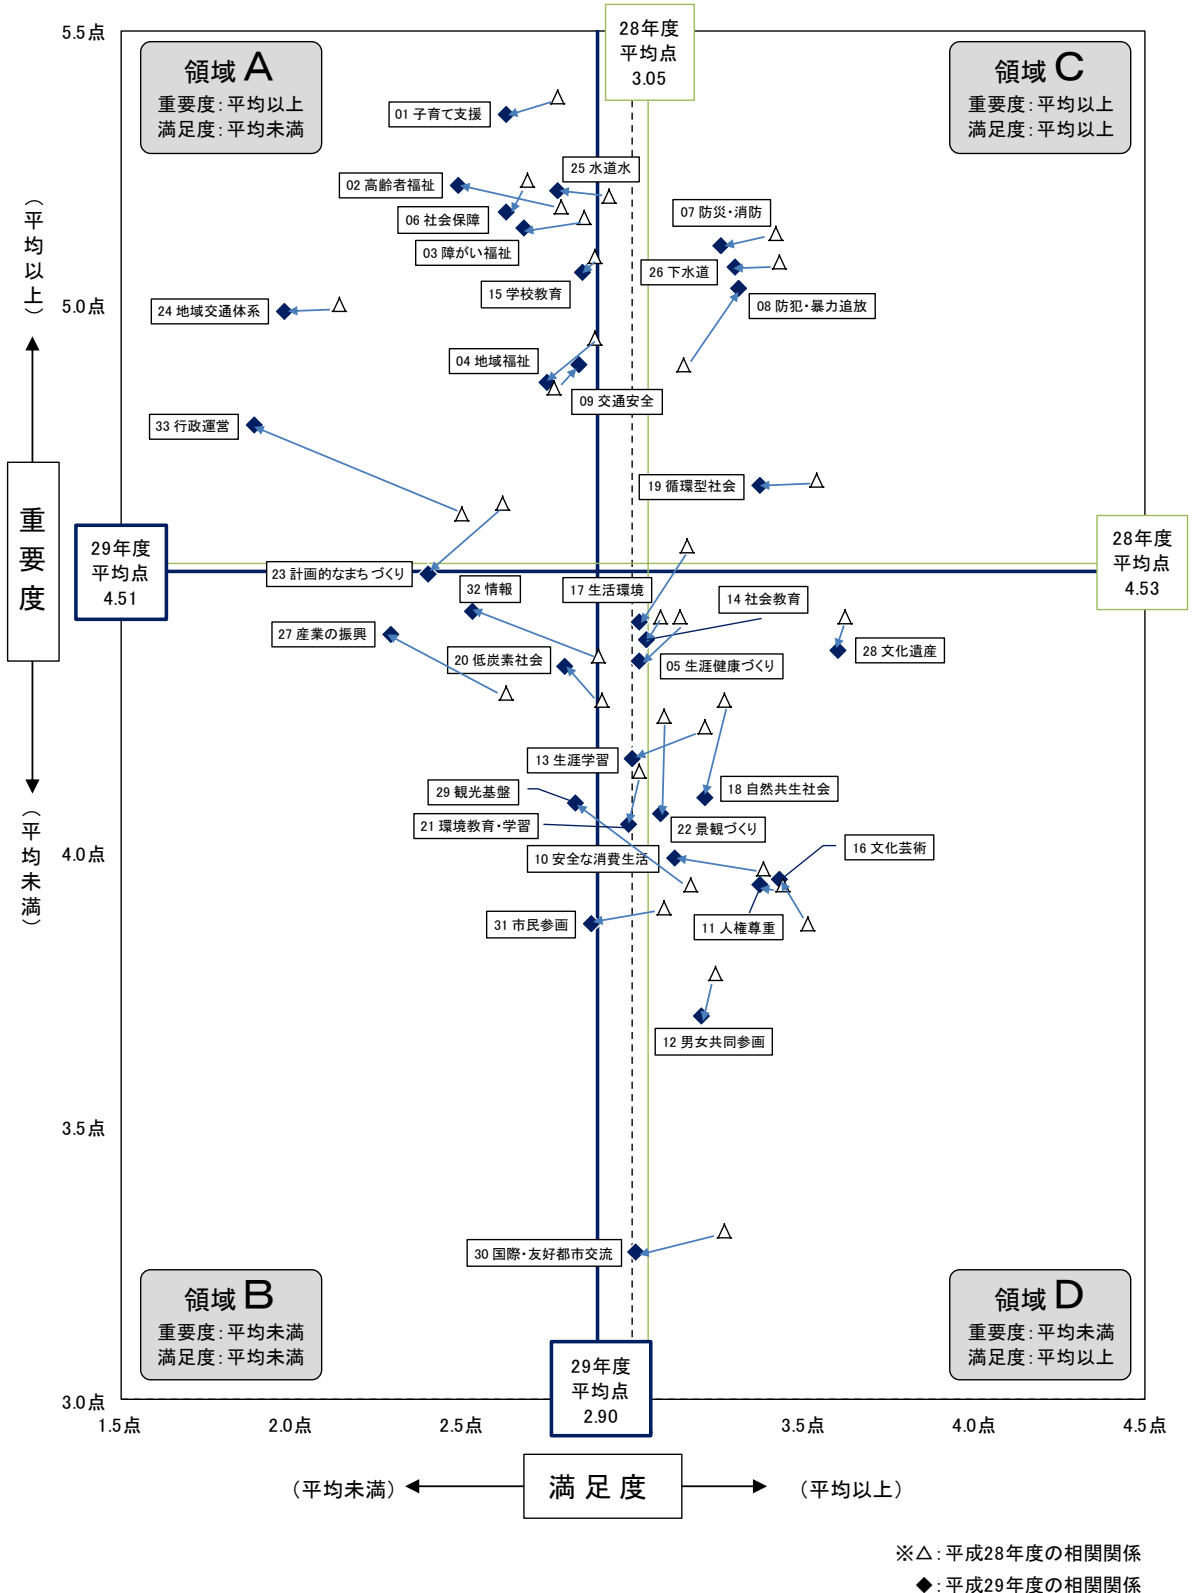 5.5点
28年度
平均点
3.05
領域 A
重要度：平均以上
満足度：平均未満
領域 C
重要度：平均以上
満足度：平均以上
01 子育て支援
25 水道水
02 高齢者福祉
06 社会保障
07 防災・消防
03 障がい福祉
26 下水道
15 学校教育
08 防犯・暴力追放
（平均以上）
5.0点
24 地域交通体系
04 地域福祉
09 交通安全
33 行政運営
19 循環型社会
重要度
29年度
平均点
4.51
28年度
平均点
4.53
23 計画的なまちづくり
32 情報
17 生活環境
14 社会教育
27 産業の振興
20 低炭素社会
05 生涯健康づくり
28 文化遺産
13 生涯学習
29 観光基盤
18 自然共生社会
21 環境教育・学習
22 景観づくり
（平均未満）
4.0点
10 安全な消費生活
16 文化芸術
31 市民参画
11 人権尊重
12 男女共同参画
3.5点
30 国際・友好都市交流
領域 B
重要度：平均未満
満足度：平均未満
領域 D
重要度：平均未満
満足度：平均以上
29年度
平均点
2.90
3.0点
1.5点
2.0点
2.5点
3.5点
4.0点
4.5点
（平均未満）
満足度
（平均以上）
※△：平成28年度の相関関係
◆：平成29年度の相関関係